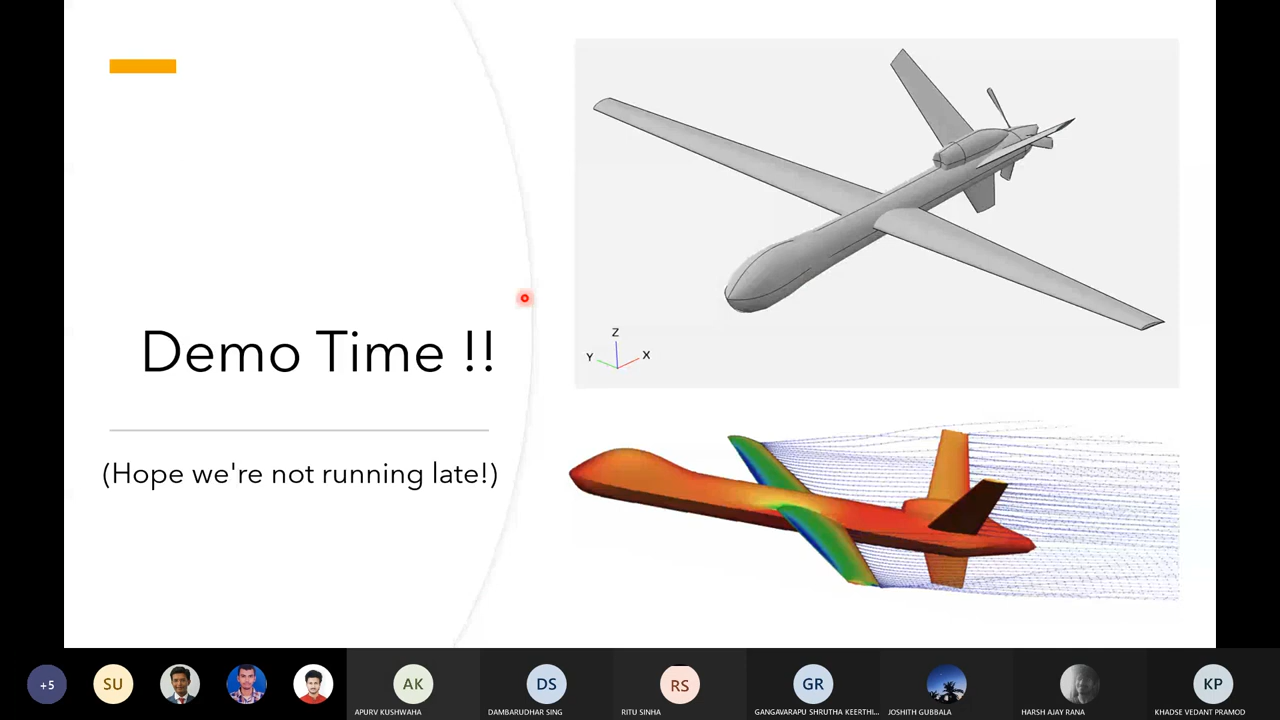 Demo Time !!
(Hope we're not running late!)
Z
Y
X
+5
SU
AK
APURV KUSHWAHA
DS
DAMBARUDHAR SING
RS
RITU SINHA
GR
GANGAVARAPU SHRUTHA KEERTHI...
JOSHITH GUBBALA
HARSH AJAY RANA
KP
KHADSE VEDANT PRAMOD